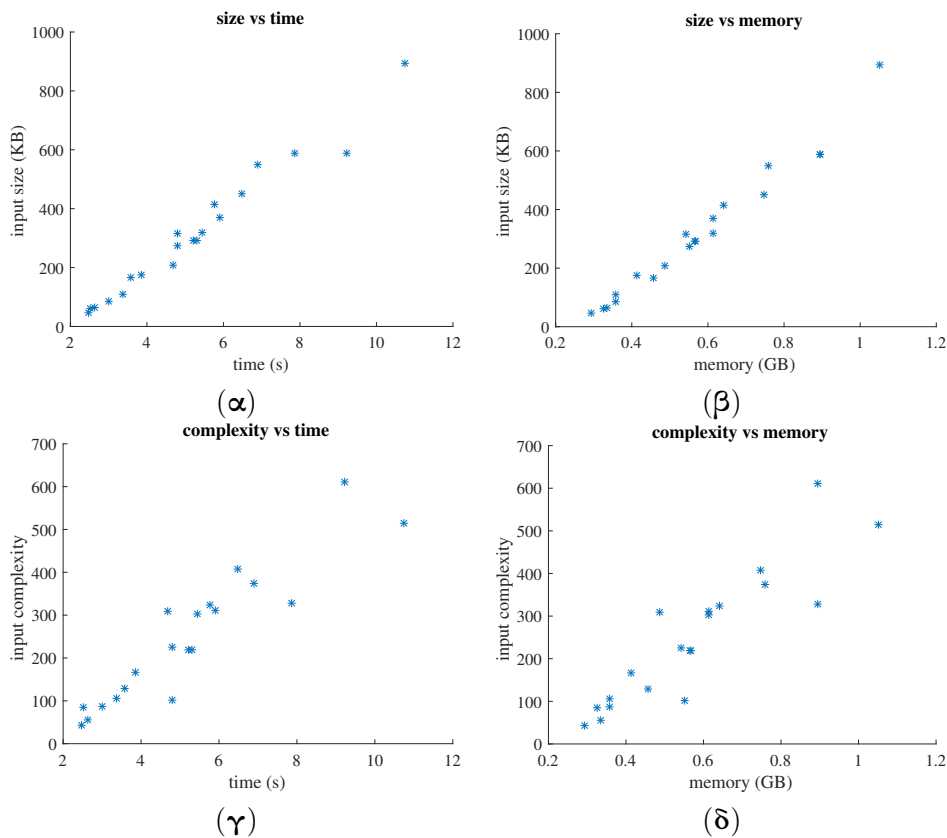 size vs time
1000
800
600
400
200
0
input size (KB)
2 4 6 8 10 12
time (s)
(α)
size vs memory
1000
800
600
400
200
0
input size (KB)
0.2 0.4 0.6 0.8 1 1.2
memory (GB)
(β)
complexity vs time
700
600
500
400
300
200
100
0
input complexity
2 4 6 8 10 12
time (s)
(γ)
complexity vs memory
700
600
500
400
300
200
100
0
input complexity
0.2 0.4 0.6 0.8 1 1.2
memory (GB)
(δ)